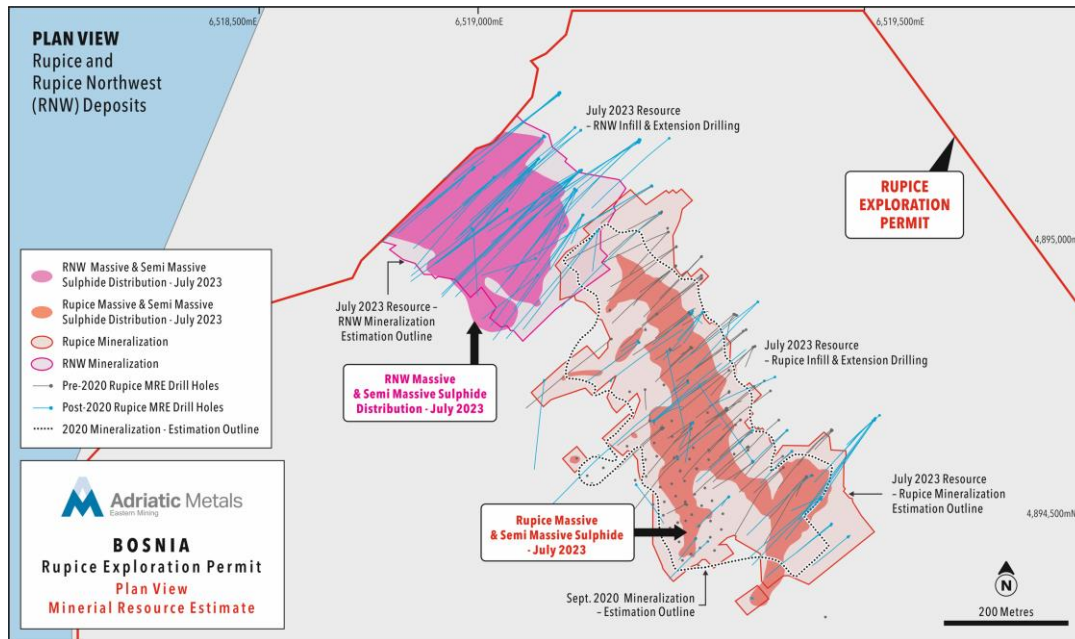 6,518,500mE
6,519,000mE
6,519,500mE
PLAN VIEW
Rupice and
Rupice Northwest
(RNW) Deposits
July 2023 Resource
– RNW Infill & Extension Drilling
RUPICE
EXPLORATION
PERMIT
4,895,000m
RNW Massive & Semi Massive
Sulphide Distribution - July 2023
Rupice Massive & Semi Massive
Sulphide Distribution - July 2023
Rupice Mineralization
RNW Mineralization
Pre-2020 Rupice MRE Drill Holes
Post-2020 Rupice MRE Drill Holes
2020 Mineralization - Estimation Outline
July 2023 Resource –
RNW Mineralization
Estimation Outline
RNW Massive
& Semi Massive Sulphide
Distribution - July 2023
July 2023 Resource
– Rupice Infill & Extension Drilling
July 2023 Resource
– Rupice Mineralization
Estimation Outline
4,894,500mN
Rupice Massive
& Semi Massive Sulphide
- July 2023
Sept. 2020 Mineralization
– Estimation Outline
Adriatic Metals
Eastern Mining
BOSNIA
Rupice Exploration Permit
Plan View
Minerial Resource Estimate
N
200 Metres